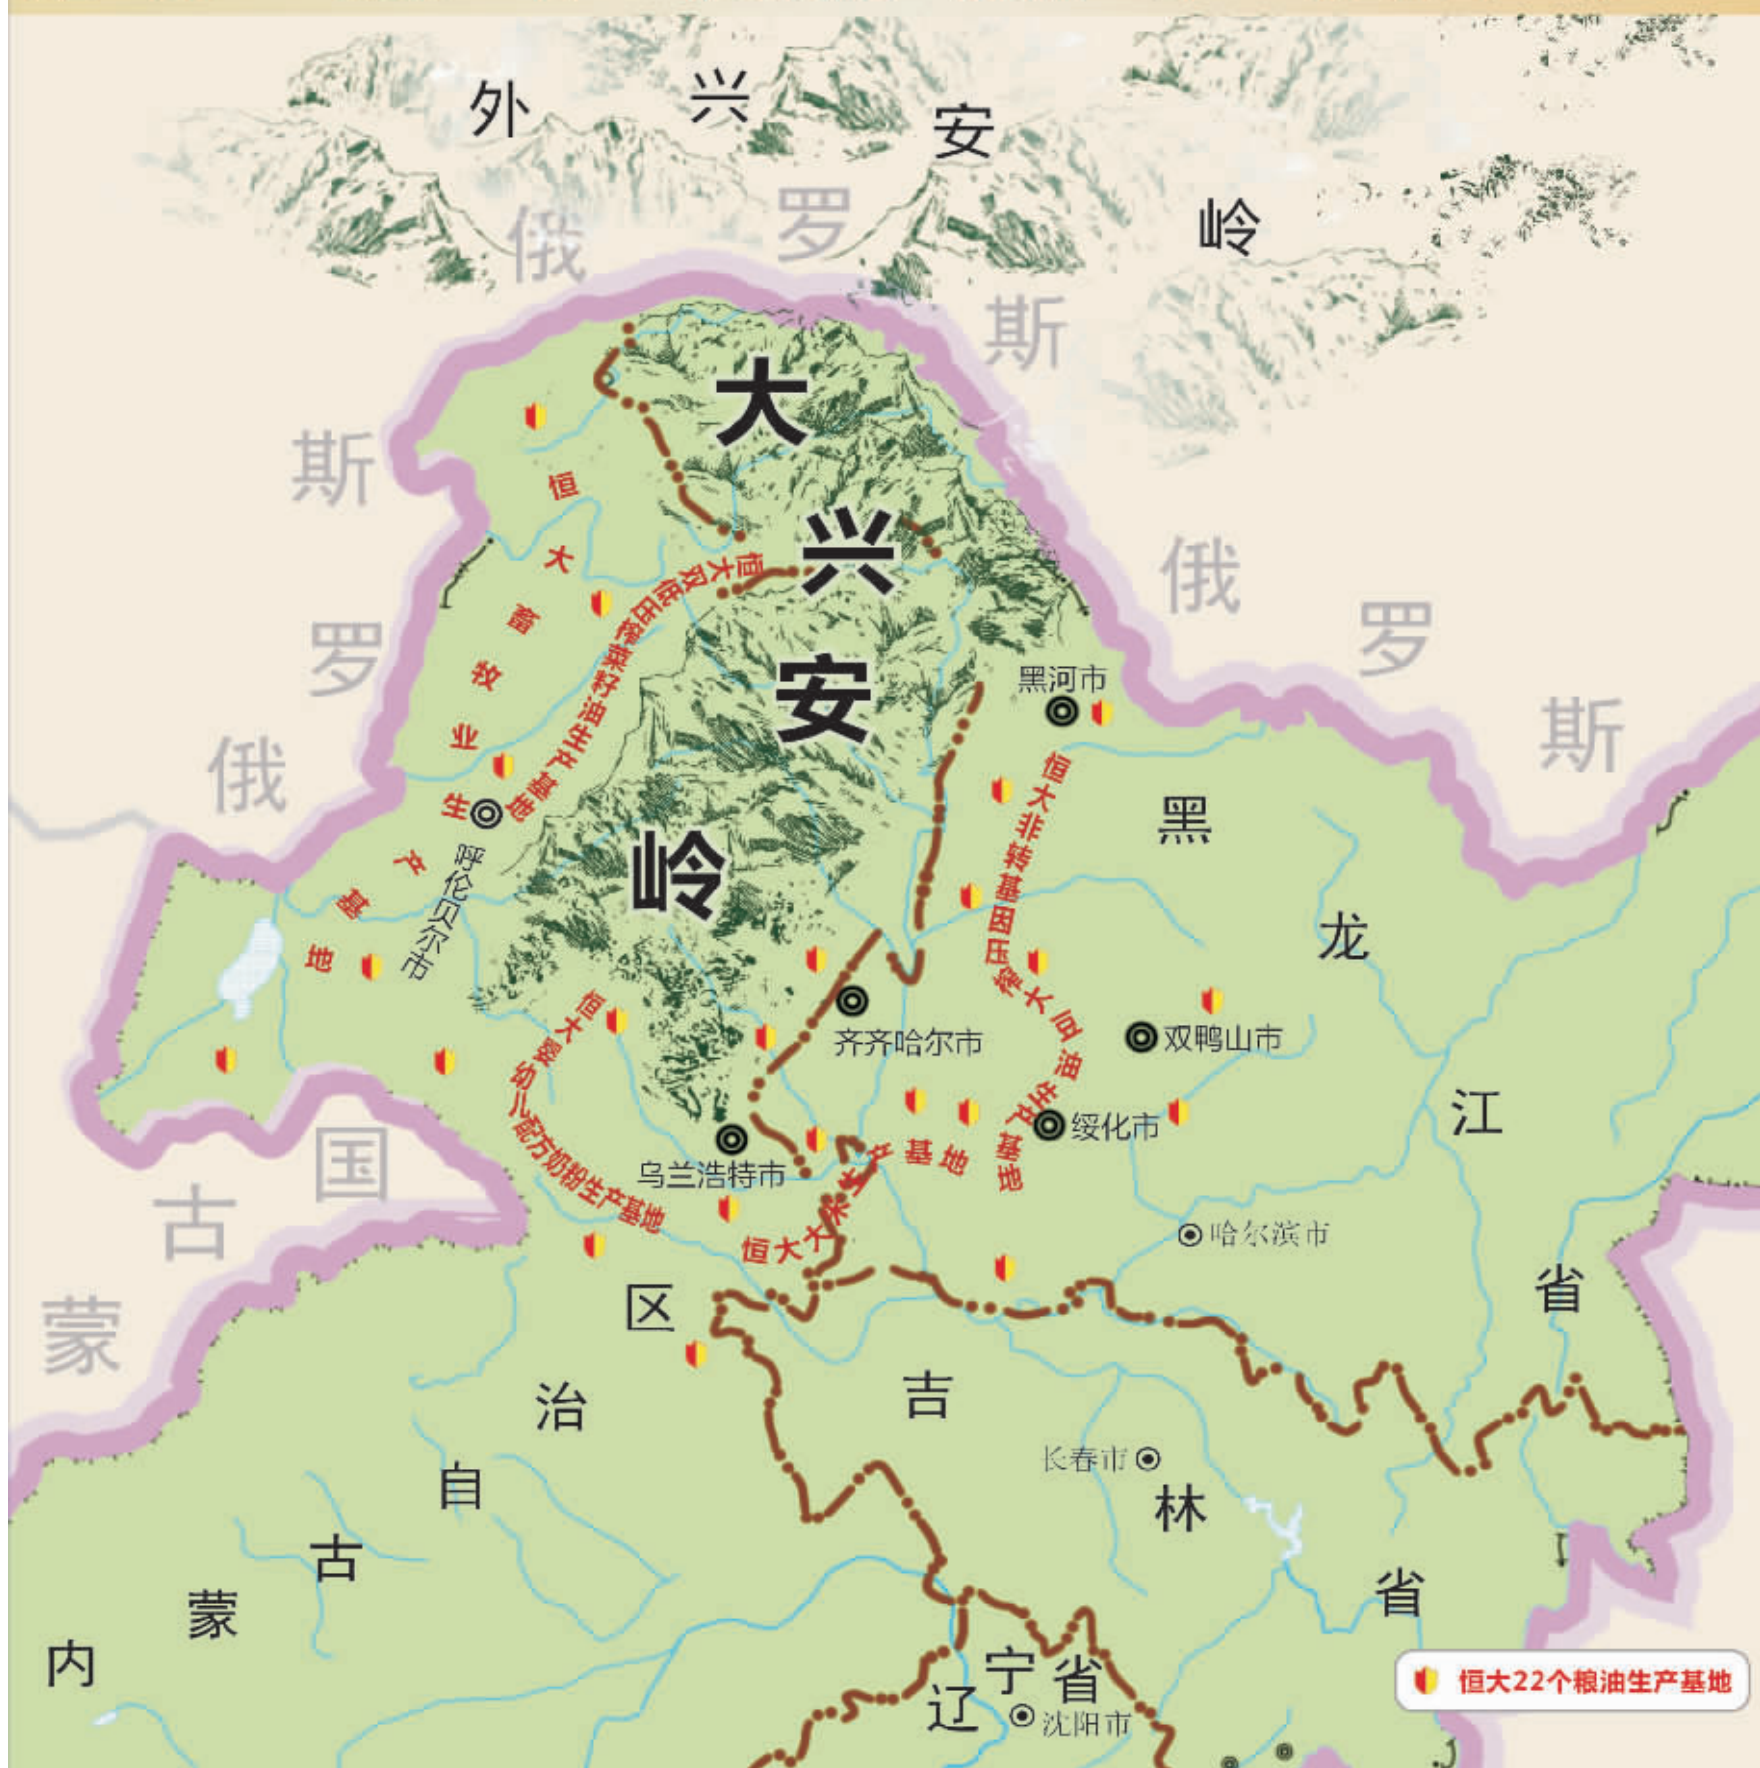 外兴安岭
俄罗斯
大兴安岭
俄罗斯
俄罗斯
恒大畜牧业生产基地
恒大双低压榨菜籽油生产基地
黑河市
恒大非转基因压榨大豆油生产基地
黑龙江省
呼伦贝尔市
恒大婴幼儿配方奶粉生产基地
齐齐哈尔市
双鸭山市
绥化市
乌兰浩特市
恒大大米生产基地
哈尔滨市
蒙古国
内蒙古自治区
吉林省
长春市
辽宁省
沈阳市
恒大22个粮油生产基地